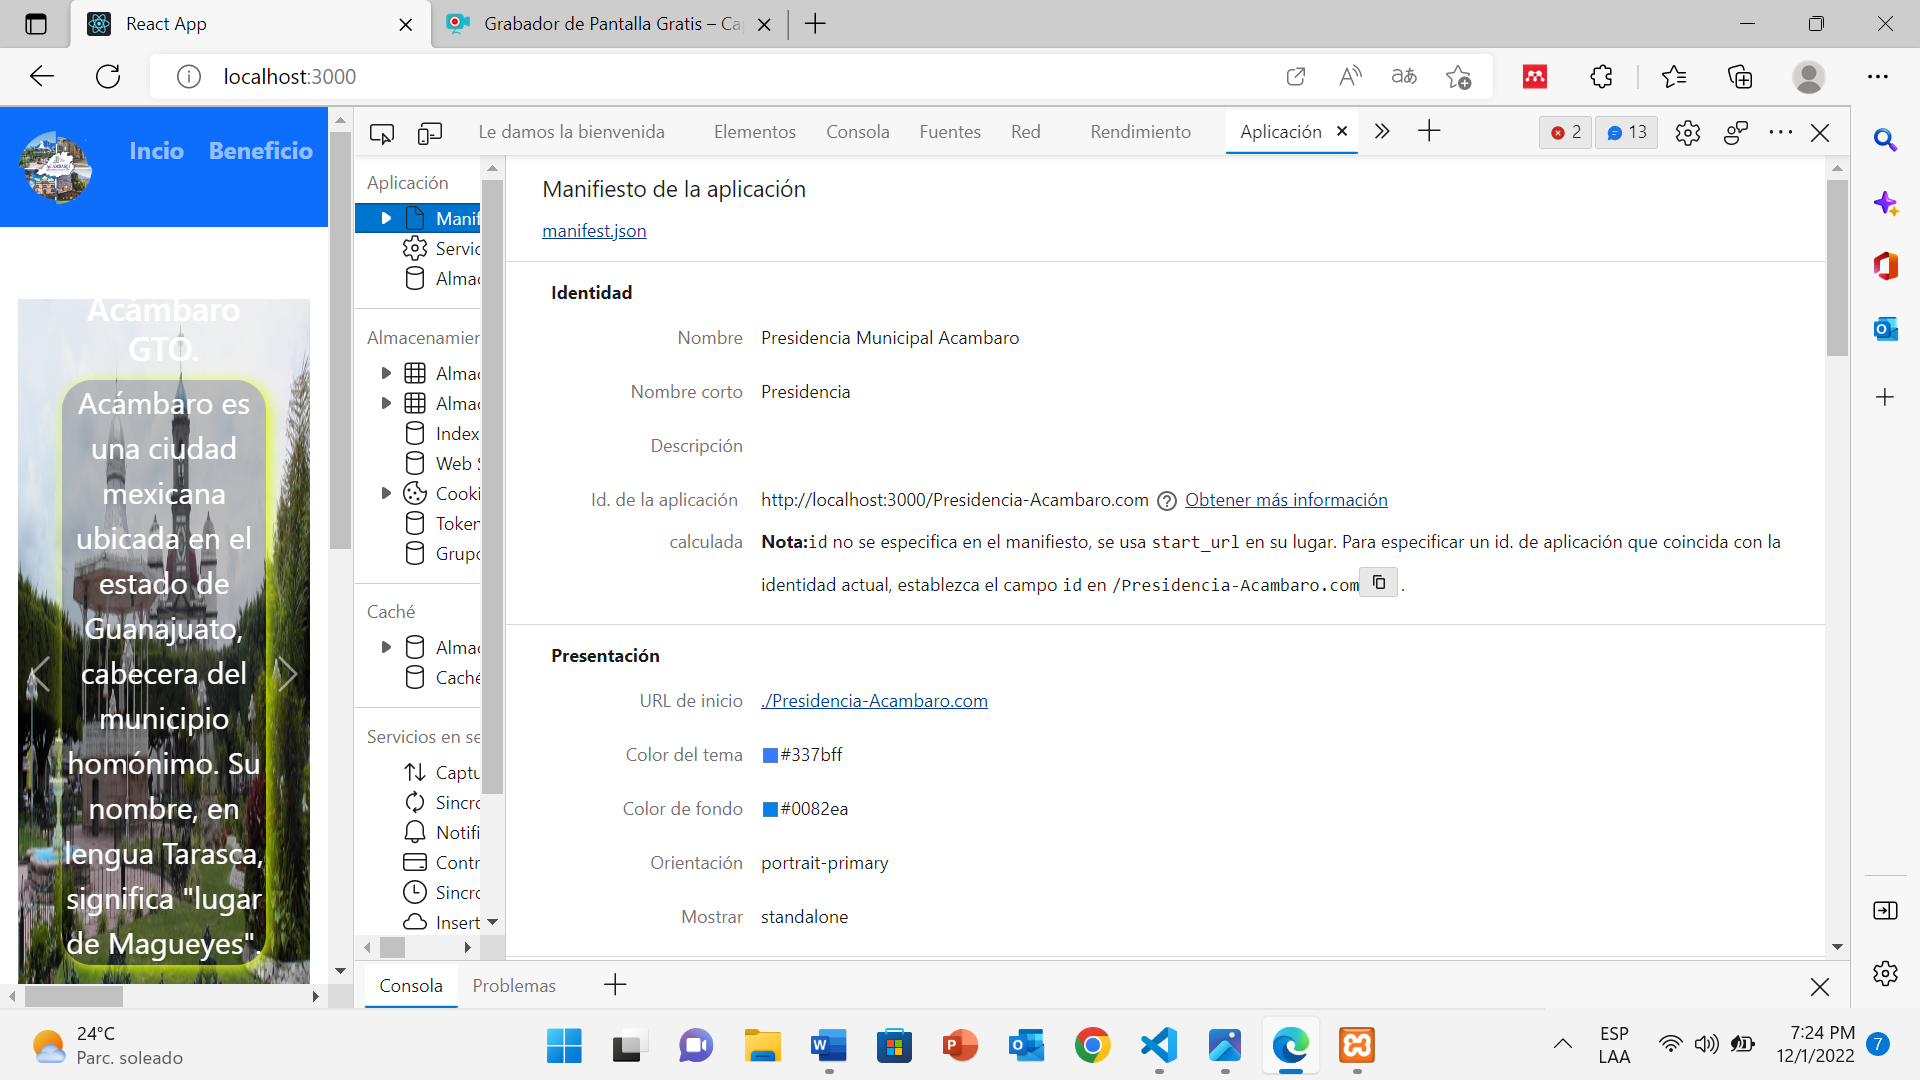 React App
Grabador de Pantalla Gratis – Ca
localhost:3000
Incio Beneficio
Acámbaro
GTO.
Acámbaro es
una ciudad
mexicana
ubicada en el
estado de
Guanajuato,
cabecera del
municipio
homónimo. Su
nombre, en
lengua Tarasca,
significa "lugar
de Magueyes".
Le damos la bienvenida Elementos Consola Fuentes Red Rendimiento Aplicación 2 13
Aplicación
Manif
Servic
Almac
Almacenamier
Almac
Almac
Index
Web S
Cooki
Token
Grupo
Caché
Almac
Caché
Servicios en se
Captu
Sincro
Notifi
Contr
Sincro
Insert
Manifiesto de la aplicación
manifest.json
Identidad
Nombre Presidencia Municipal Acambaro
Nombre corto Presidencia
Descripción
Id. de la aplicación http://localhost:3000/Presidencia-Acambaro.com Obtener más información
calculada Nota:id no se especifica en el manifiesto, se usa start_url en su lugar. Para especificar un id. de aplicación que coincida con la
identidad actual, establezca el campo id en /Presidencia-Acambaro.com .
Presentación
URL de inicio ./Presidencia-Acambaro.com
Color del tema #337bff
Color de fondo #0082ea
Orientación portrait-primary
Mostrar standalone
Consola Problemas
24°C
Parc. soleado
ESP
LAA
7:24 PM
12/1/2022
7